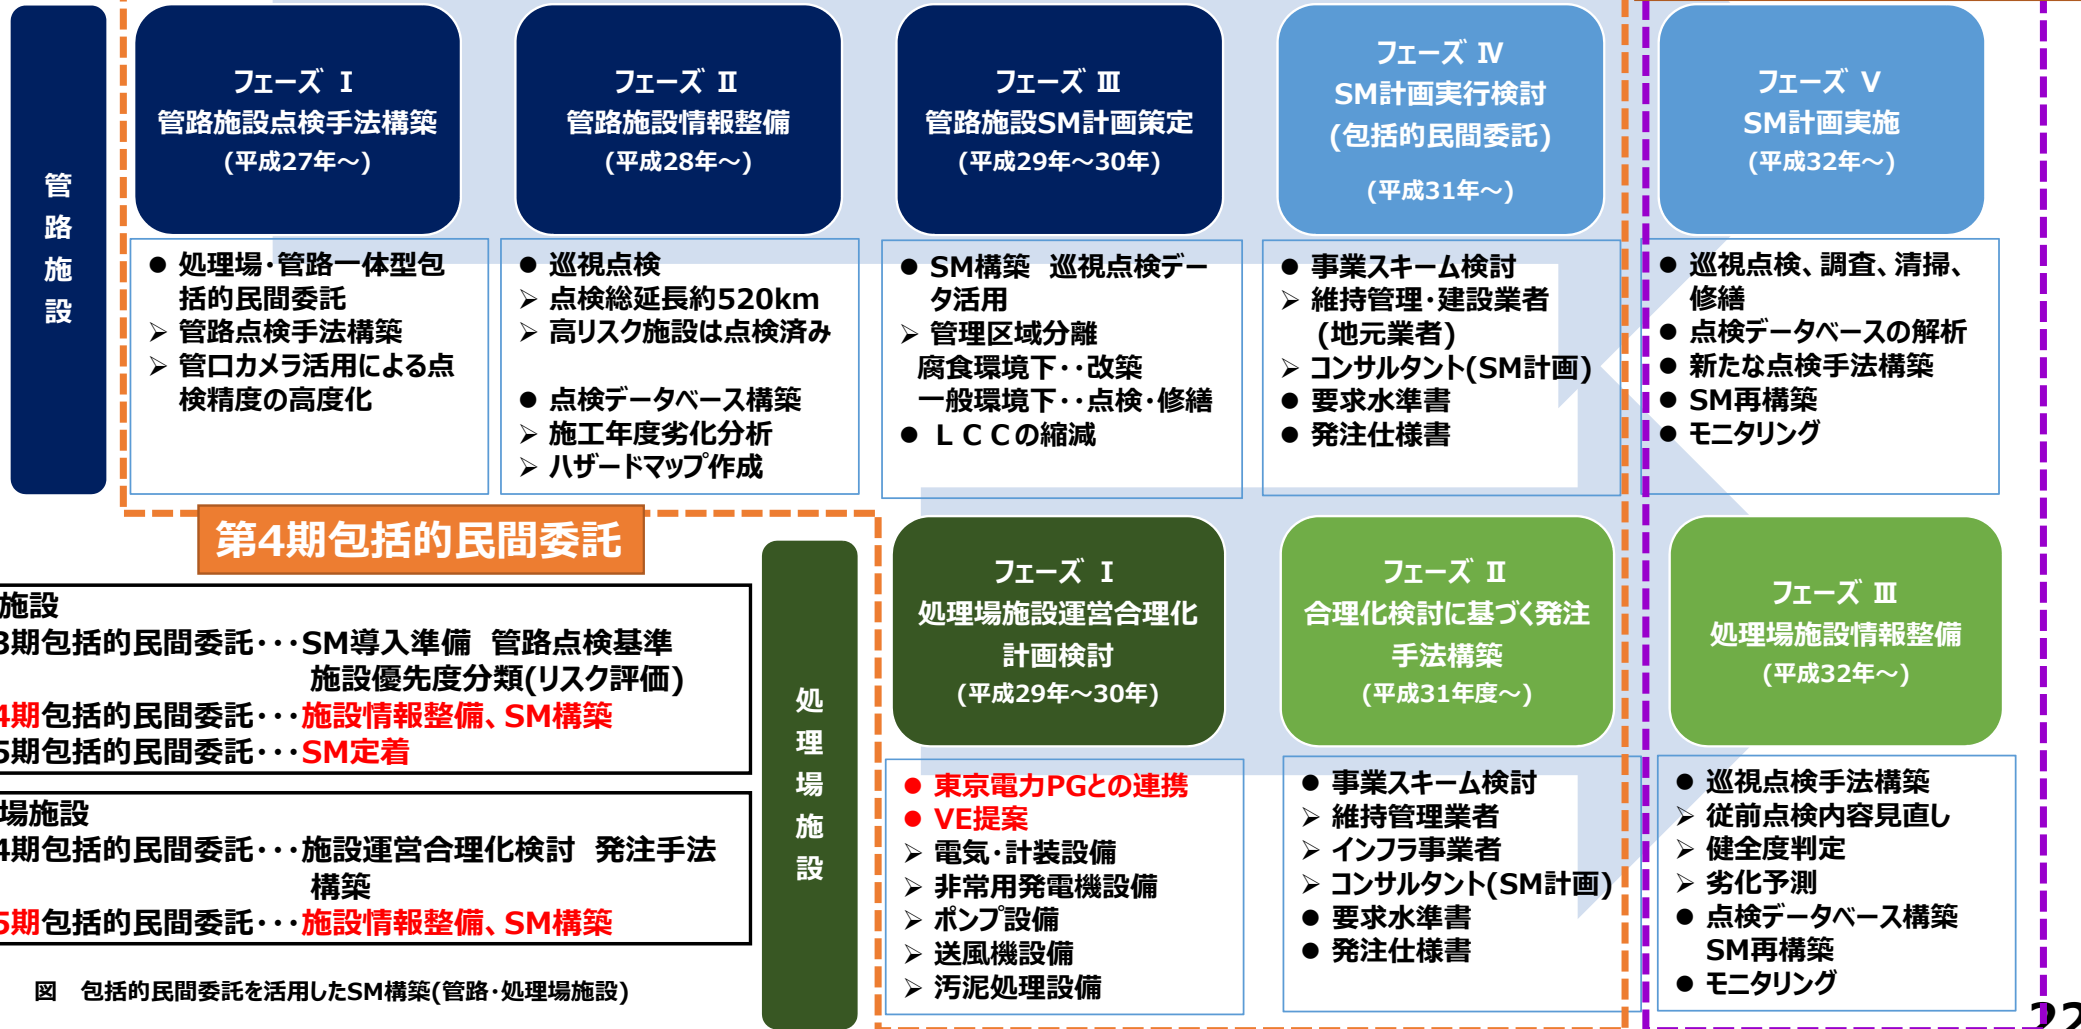 管
路
施
設
フェーズ Ⅰ
管路施設点検手法構築
(平成27年～)
● 処理場・管路一体型包
括的民間委託
➢ 管路点検手法構築
➢ 管口カメラ活用による点
検精度の高度化
フェーズ Ⅱ
管路施設情報整備
(平成28年～)
● 巡視点検
➢ 点検総延長約520km
➢ 高リスク施設は点検済み
● 点検データベース構築
➢ 施工年度劣化分析
➢ ハザードマップ作成
フェーズ Ⅲ
管路施設SM計画策定
(平成29年～30年)
● SM構築 巡視点検デー
タ活用
➢ 管理区域分離
腐食環境下・・改築
一般環境下・・点検・修繕
● ＬＣＣの縮減
フェーズ Ⅳ
SM計画実行検討
(包括的民間委託)
(平成31年～)
● 事業スキーム検討
➢ 維持管理・建設業者
(地元業者)
➢ コンサルタント(SM計画)
● 要求水準書
● 発注仕様書
フェーズ Ⅴ
SM計画実施
(平成32年～)
● 巡視点検、調査、清掃、
修繕
● 点検データベースの解析
● 新たな点検手法構築
● SM再構築
● モニタリング
第4期包括的民間委託
施設
3期包括的民間委託・・・SM導入準備 管路点検基準
施設優先度分類(リスク評価)
4期包括的民間委託・・・施設情報整備、SM構築
5期包括的民間委託・・・SM定着
場施設
4期包括的民間委託・・・施設運営合理化検討 発注手法
構築
5期包括的民間委託・・・施設情報整備、SM構築
図 包括的民間委託を活用したSM構築(管路・処理場施設)
処
理
場
施
設
フェーズ Ⅰ
処理場施設運営合理化
計画検討
(平成29年～30年)
● 東京電力PGとの連携
● VE提案
➢ 電気・計装設備
➢ 非常用発電機設備
➢ ポンプ設備
➢ 送風機設備
➢ 汚泥処理設備
フェーズ Ⅱ
合理化検討に基づく発注
手法構築
(平成31年度～)
● 事業スキーム検討
➢ 維持管理業者
➢ インフラ事業者
➢ コンサルタント(SM計画)
● 要求水準書
● 発注仕様書
フェーズ Ⅲ
処理場施設情報整備
(平成32年～)
● 巡視点検手法構築
➢ 従前点検内容見直し
➢ 健全度判定
➢ 劣化予測
● 点検データベース構築
SM再構築
● モニタリング
22